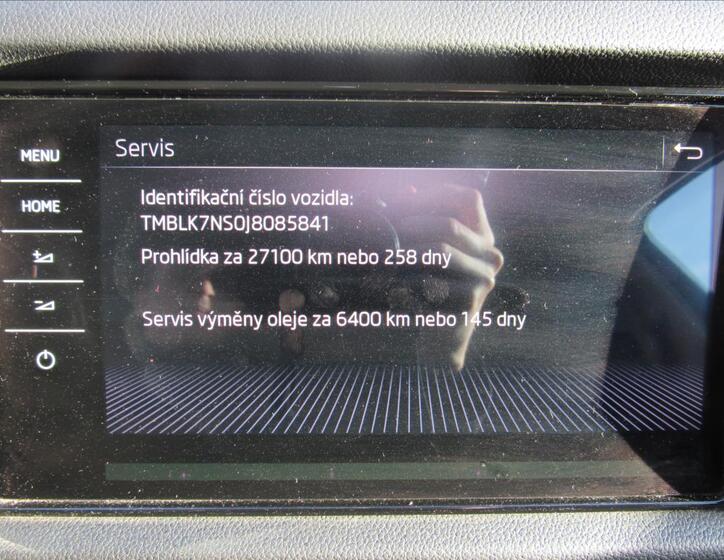 Servis
MENU
HOME
Identifikační číslo vozidla:
TMBLK7NS0J8085841
Prohlídka za 27100 km nebo 258 dny
Servis výměny oleje za 6400 km nebo 145 dny